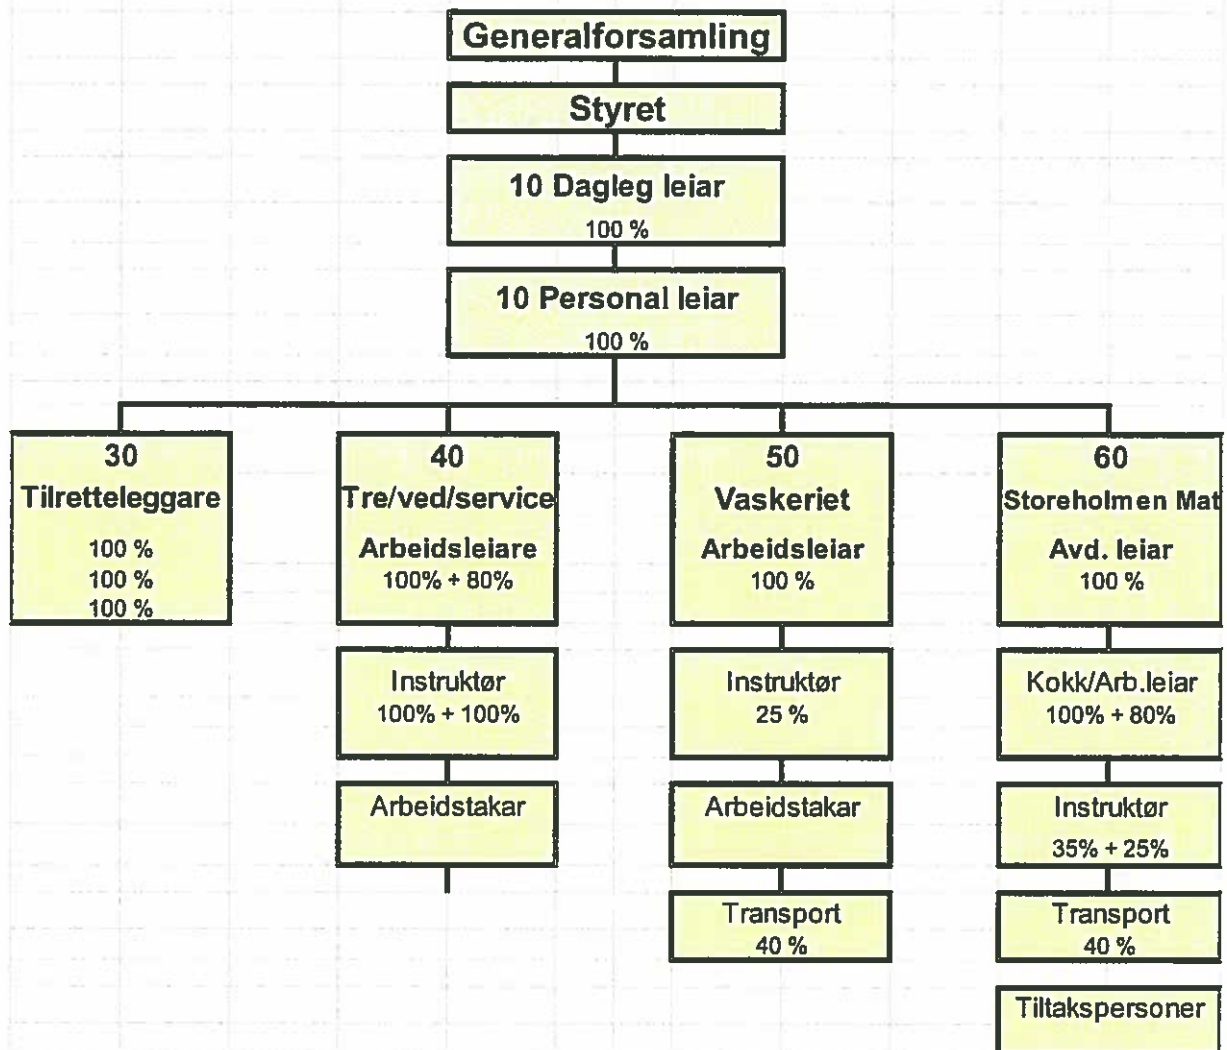 Generalforsamling
Styret
10 Dagleg leiar
100 %
10 Personal leiar
100 %
30
Tilretteleggare
100 %
100 %
100 %
40
Tre/ved/service
Arbeidsleiare
100% + 80%
Instruktør
100% + 100%
Arbeidstakar
50
Vaskeriet
Arbeidsleiar
100 %
Instruktør
25 %
Arbeidstakar
Transport
40 %
60
Storeholmen Mat
Avd. leiar
100 %
Kokk/Arb.leiar
100% + 80%
Instruktør
35% + 25%
Transport
40 %
Tiltakspersoner